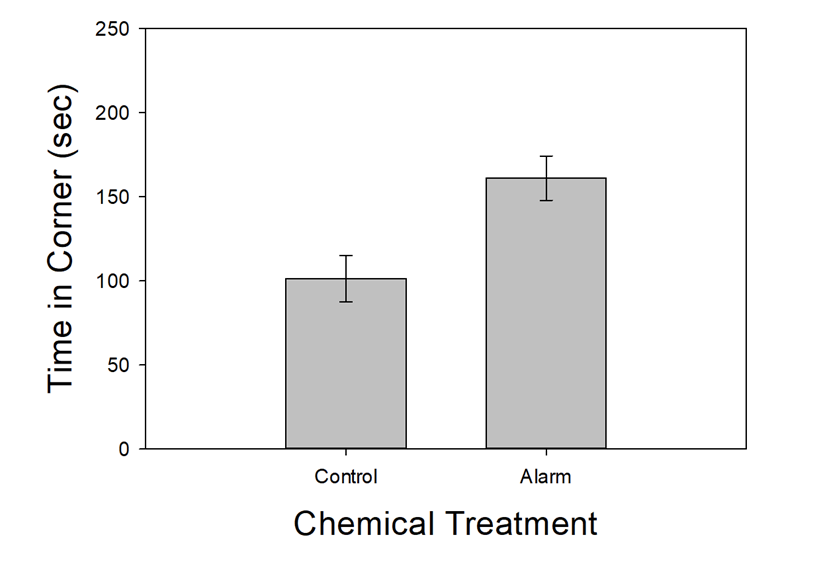 250
200
150
100
50
0
Time in Corner (sec)
Control Alarm
Chemical Treatment